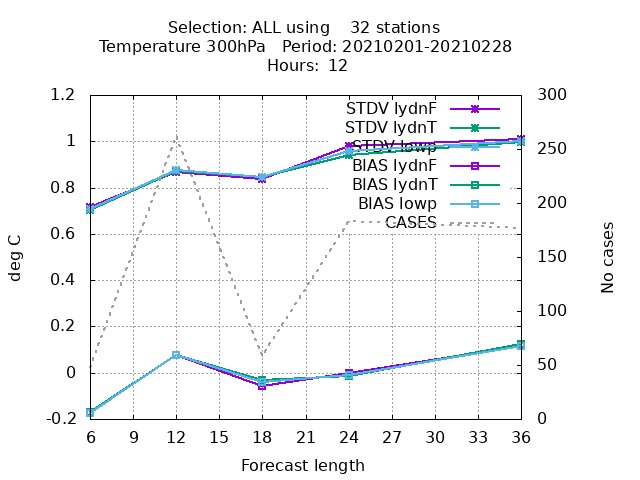 Selection: ALL using    32 stations
Temperature 300hPa   Period: 20210201-20210228
Hours: 12
1.2
1
0.8
0.6
0.4
0.2
0
-0.2
deg C
STDV lydnF
STDV lydnT
STDV lowp
BIAS lydnF
BIAS lydnT
BIAS lowp
CASES
300
250
200
150
100
50
0
No cases
6 9 12 15 18 21 24 27 30 33 36
Forecast length